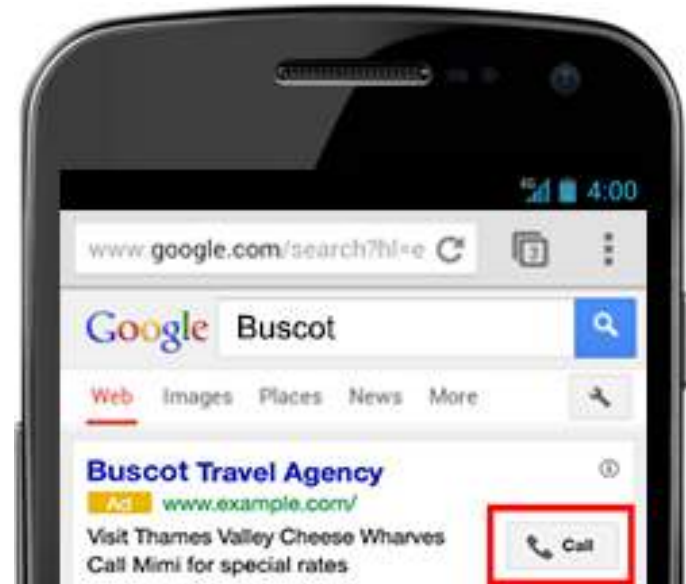 4G 4:00
www.google.com/search?hl=e
Google Buscot
Web Images Places News More
Buscot Travel Agency
Ad www.example.com/
Visit Thames Valley Cheese Wharves
Call
Call Mimi for special rates